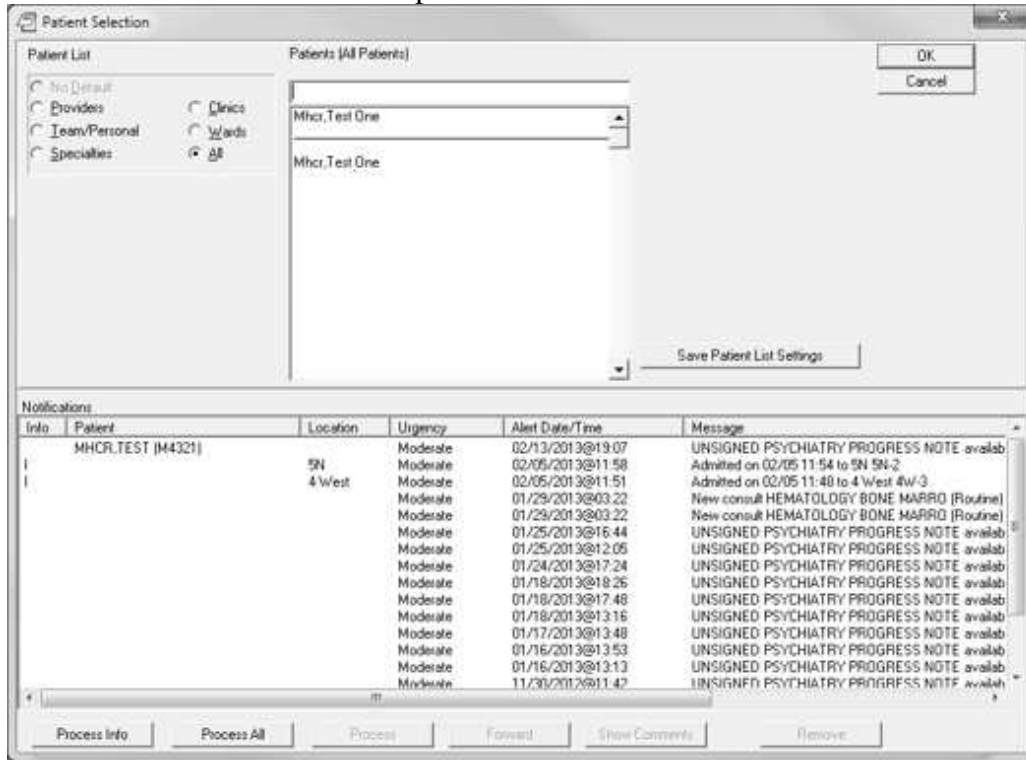 Patient Selection
Patient List
Patients (All Patients)
OK
Cancel
No Default
Providers
Clinics
Team/Personal
Wards
Specialties
All
Mhcr,Test One
Mhcr,Test One
Save Patient List Settings
Notifications
Info Patient Location Urgency Alert Date/Time Message
MHCR,TEST (M4321) Moderate 02/13/2013@19:07 UNSIGNED PSYCHIATRY PROGRESS NOTE availab
I 5N Moderate 02/05/2013@11:58 Admitted on 02/05 11:54 to 5N 5N-2
I 4 West Moderate 02/05/2013@11:51 Admitted on 02/05 11:48 to 4 West 4W-3
Moderate 01/29/2013@03:22 New consult HEMATOLOGY BONE MARRO (Routine)
Moderate 01/29/2013@03:22 New consult HEMATOLOGY BONE MARRO (Routine)
Moderate 01/25/2013@16:44 UNSIGNED PSYCHIATRY PROGRESS NOTE availab
Moderate 01/25/2013@12:05 UNSIGNED PSYCHIATRY PROGRESS NOTE availab
Moderate 01/24/2013@17:24 UNSIGNED PSYCHIATRY PROGRESS NOTE availab
Moderate 01/18/2013@18:26 UNSIGNED PSYCHIATRY PROGRESS NOTE availab
Moderate 01/18/2013@17:48 UNSIGNED PSYCHIATRY PROGRESS NOTE availab
Moderate 01/18/2013@13:16 UNSIGNED PSYCHIATRY PROGRESS NOTE availab
Moderate 01/17/2013@13:48 UNSIGNED PSYCHIATRY PROGRESS NOTE availab
Moderate 01/16/2013@13:53 UNSIGNED PSYCHIATRY PROGRESS NOTE availab
Moderate 01/16/2013@13:13 UNSIGNED PSYCHIATRY PROGRESS NOTE availab
Moderate 11/30/2012@11:42 UNSIGNED PSYCHIATRY PROGRESS NOTE availab
Process Info Process All Process Forward Show Comments Remove